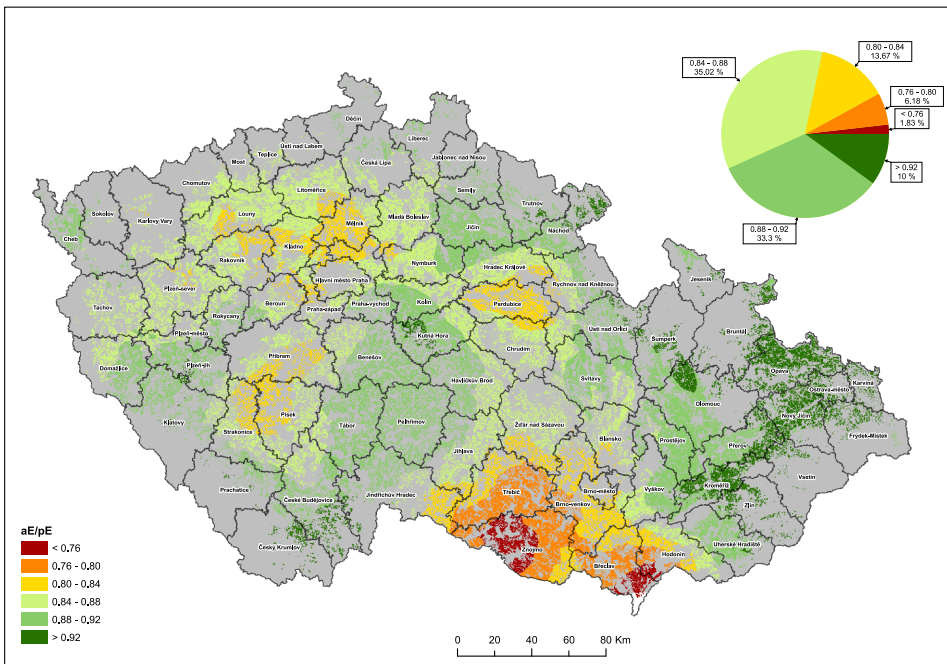 0.80 - 0.84
13.67 %
0.84 - 0.88
35.02 %
0.76 - 0.80
6.18 %
< 0.76
1.83 %
> 0.92
10 %
0.88 - 0.92
33.3 %
Děčín
Liberec
Ústí nad Labem
Teplice
Česká Lípa
Jablonec nad Nisou
Most
Chomutov
Litoměřice
Semily
Trutnov
Sokolov
Karlovy Vary
Louny
Mělník
Mladá Boleslav
Jičín
Náchod
Cheb
Rakovník
Kladno
Nymburk
Hradec Králové
Jeseník
Plzeň-sever
Hlavní město Praha
Rychnov nad Kněžnou
Tachov
Beroun
Praha-západ
Praha-východ
Kolín
Pardubice
Rokycany
Plzeň-město
Kutná Hora
Ústí nad Orlicí
Šumperk
Bruntál
Příbram
Benešov
Chrudim
Domažlice
Plzeň-jih
Opava
Ostrava-město
Karviná
Havlíčkův Brod
Svitavy
Olomouc
Nový Jičín
Klatovy
Strakonice
Písek
Tábor
Pelhřimov
Žďár nad Sázavou
Blansko
Prostějov
Přerov
Frýdek-Místek
Jihlava
Vsetín
Prachatice
České Budějovice
Jindřichův Hradec
Třebíč
Brno-město
Brno-venkov
Vyškov
Kroměříž
Zlín
Český Krumlov
Znojmo
Břeclav
Hodonín
Uherské Hradiště
aE/pE
< 0.76
0.76 - 0.80
0.80 - 0.84
0.84 - 0.88
0.88 - 0.92
> 0.92
0 20 40 60 80 Km